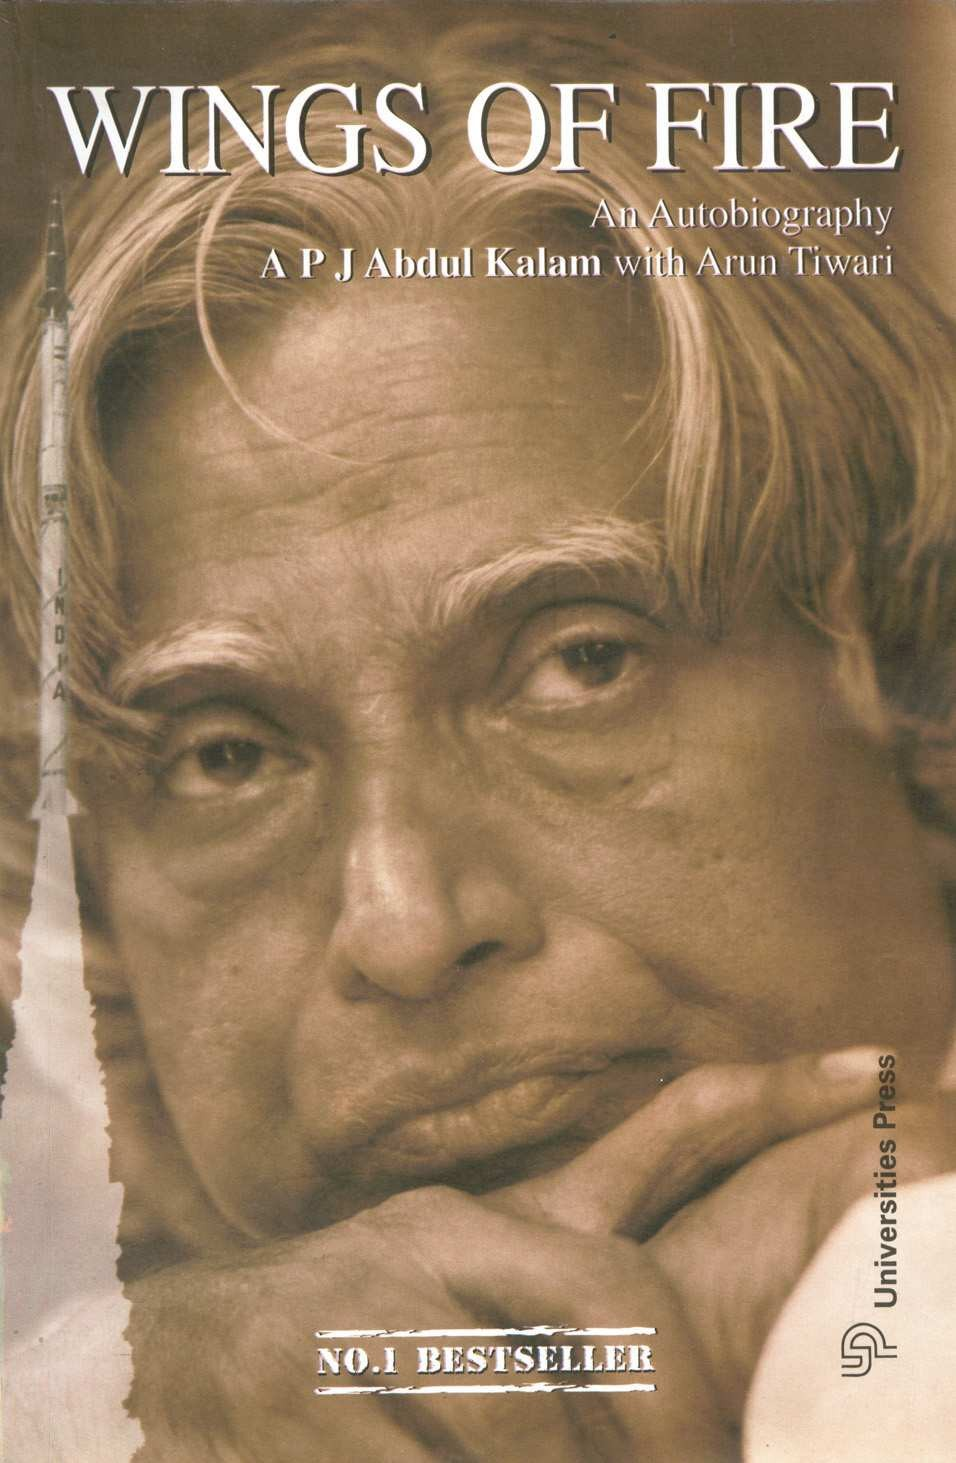 WINGS OF FIRE
An Autobiography
A P J Abdul Kalam with Arun Tiwari
INDIA
Universities Press
NO.1 BESTSELLER